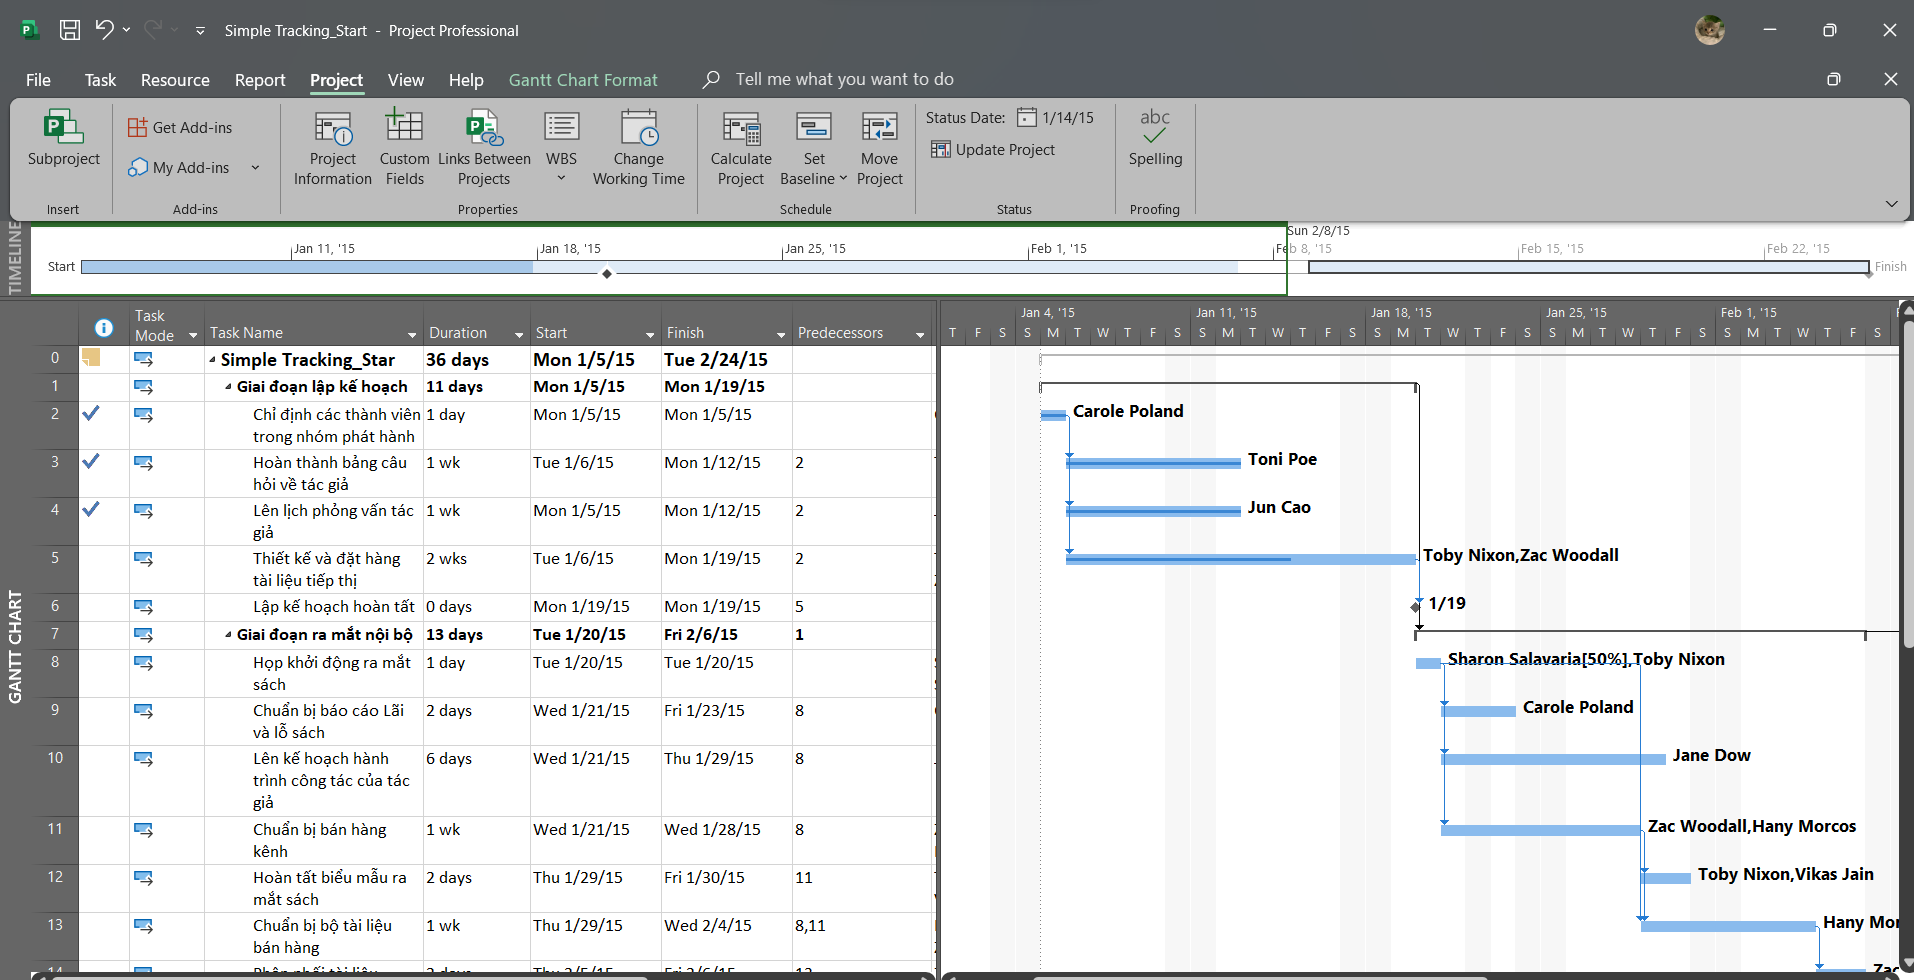 Simple Tracking_Start - Project Professional
File Task Resource Report Project View Help Gantt Chart Format Tell me what you want to do
Subproject
Insert
Get Add-ins
My Add-ins
Add-ins
Project Information
Custom Fields
Links Between Projects
WBS
Change Working Time
Properties
Calculate Project
Set Baseline
Move Project
Schedule
Status Date: 1/14/15
Update Project
Status
abc
Spelling
Proofing
TIMELINE
Sun 2/8/15
Jan 11, '15 Jan 18, '15 Jan 25, '15 Feb 1, '15 Feb 8, '15 Feb 15, '15 Feb 22, '15
Start Finish
GANTT CHART
Task Mode Task Name Duration Start Finish Predecessors
Jan 4, '15 Jan 11, '15 Jan 18, '15 Jan 25, '15 Feb 1, '15
T F S S M T W T F S S M T W T F S S M T W T F S S M T W T F S S M T W T F S
0 Simple Tracking_Star 36 days Mon 1/5/15 Tue 2/24/15
1 Giai đoạn lập kế hoạch 11 days Mon 1/5/15 Mon 1/19/15
2 Chỉ định các thành viên 1 day Mon 1/5/15 Mon 1/5/15 Carole Poland
trong nhóm phát hành
3 Hoàn thành bảng câu 1 wk Tue 1/6/15 Mon 1/12/15 2 Toni Poe
hỏi về tác giả
4 Lên lịch phỏng vấn tác 1 wk Mon 1/5/15 Mon 1/12/15 2 Jun Cao
giả
5 Thiết kế và đặt hàng 2 wks Tue 1/6/15 Mon 1/19/15 2 Toby Nixon,Zac Woodall
tài liệu tiếp thị
6 Lập kế hoạch hoàn tất 0 days Mon 1/19/15 Mon 1/19/15 5 1/19
7 Giai đoạn ra mắt nội bộ 13 days Tue 1/20/15 Fri 2/6/15 1
8 Họp khởi động ra mắt 1 day Tue 1/20/15 Tue 1/20/15 Sharon Salavaria[50%],Toby Nixon
sách
9 Chuẩn bị báo cáo Lãi 2 days Wed 1/21/15 Fri 1/23/15 8 Carole Poland
và lỗ sách
10 Lên kế hoạch hành 6 days Wed 1/21/15 Thu 1/29/15 8 Jane Dow
trình công tác của tác
giả
11 Chuẩn bị bán hàng 1 wk Wed 1/21/15 Wed 1/28/15 8 Zac Woodall,Hany Morcos
kênh
12 Hoàn tất biểu mẫu ra 2 days Thu 1/29/15 Fri 1/30/15 11 Toby Nixon,Vikas Jain
mắt sách
13 Chuẩn bị bộ tài liệu 1 wk Thu 1/29/15 Wed 2/4/15 8,11 Hany Mor
bán hàng